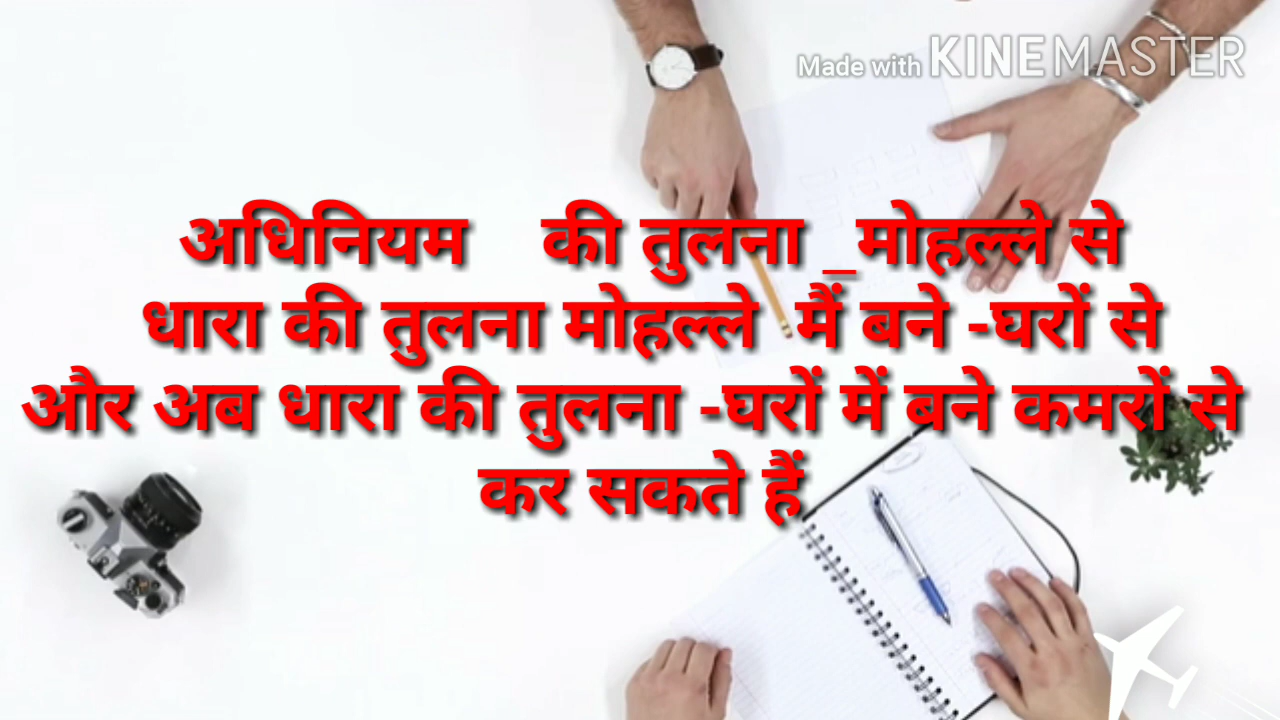 Made with KINEMASTER
अधिनियम की तुलना _मोहल्ले से
धारा की तुलना मोहल्ले मैं बने -घरों से
और अब धारा की तुलना -घरों में बने कमरों से
कर सकते हैं